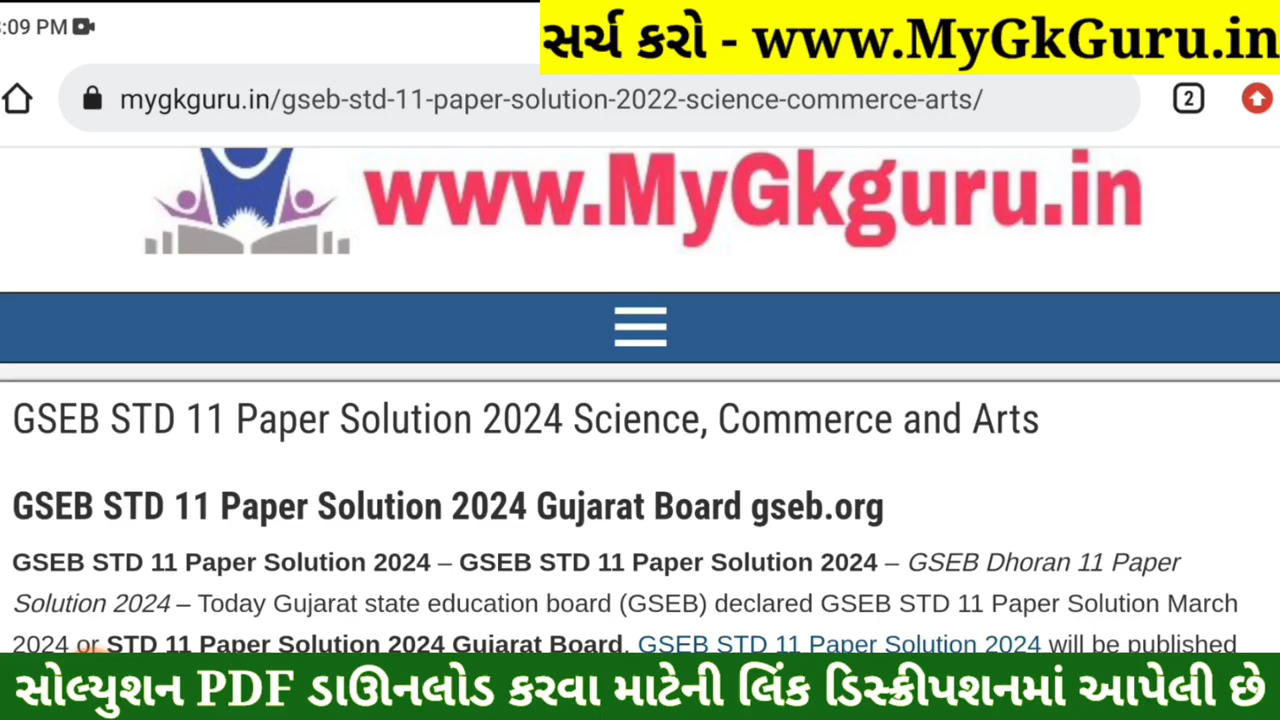 :09 PM
સર્ચ કરો - www.MyGkGuru.in
mygkguru.in/gseb-std-11-paper-solution-2022-science-commerce-arts/
2
www.MyGkguru.in
GSEB STD 11 Paper Solution 2024 Science, Commerce and Arts
GSEB STD 11 Paper Solution 2024 Gujarat Board gseb.org
GSEB STD 11 Paper Solution 2024 – GSEB STD 11 Paper Solution 2024 – GSEB Dhoran 11 Paper
Solution 2024 – Today Gujarat state education board (GSEB) declared GSEB STD 11 Paper Solution March
2024 or STD 11 Paper Solution 2024 Gujarat Board. GSEB STD 11 Paper Solution 2024 will be published
સોલ્યુશન PDF ડાઊનલોડ કરવા માટેની લિંક ડિસ્ક્રીપશનમાં આપેલી છે